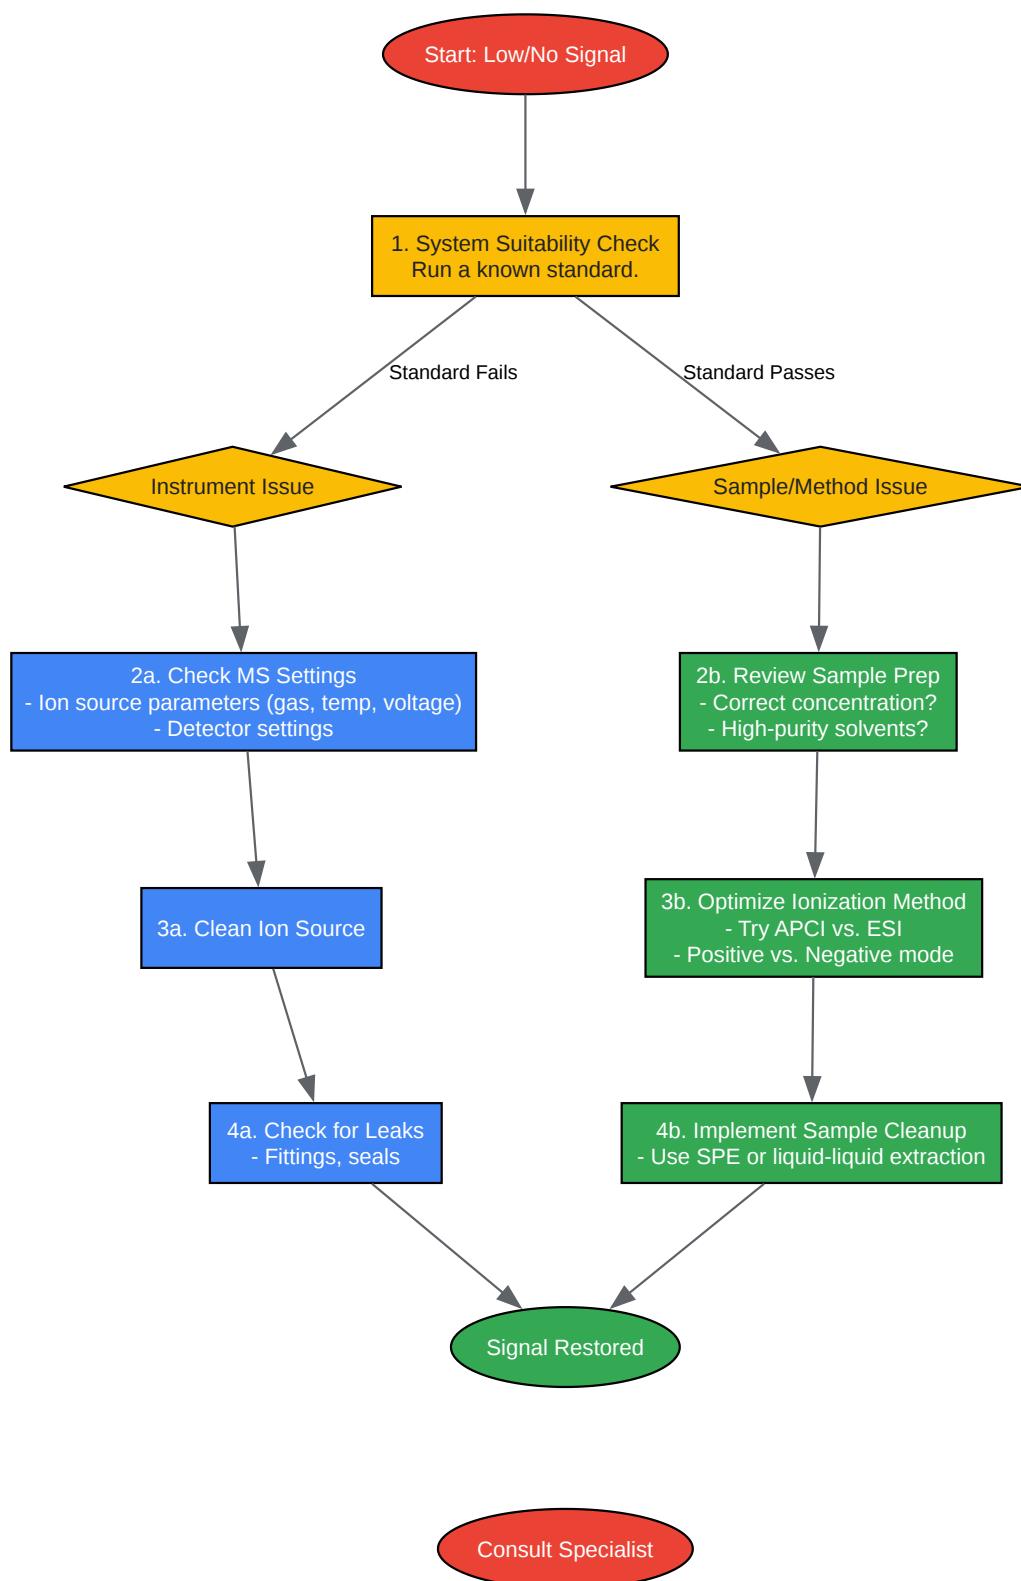 Start: Low/No Signal
1. System Suitability Check
Run a known standard.
Standard Fails
Standard Passes
Instrument Issue
Sample/Method Issue
2a. Check MS Settings
- Ion source parameters (gas, temp, voltage)
- Detector settings
2b. Review Sample Prep
- Correct concentration?
- High-purity solvents?
3a. Clean Ion Source
3b. Optimize Ionization Method
- Try APCI vs. ESI
- Positive vs. Negative mode
4a. Check for Leaks
- Fittings, seals
4b. Implement Sample Cleanup
- Use SPE or liquid-liquid extraction
Signal Restored
Consult Specialist